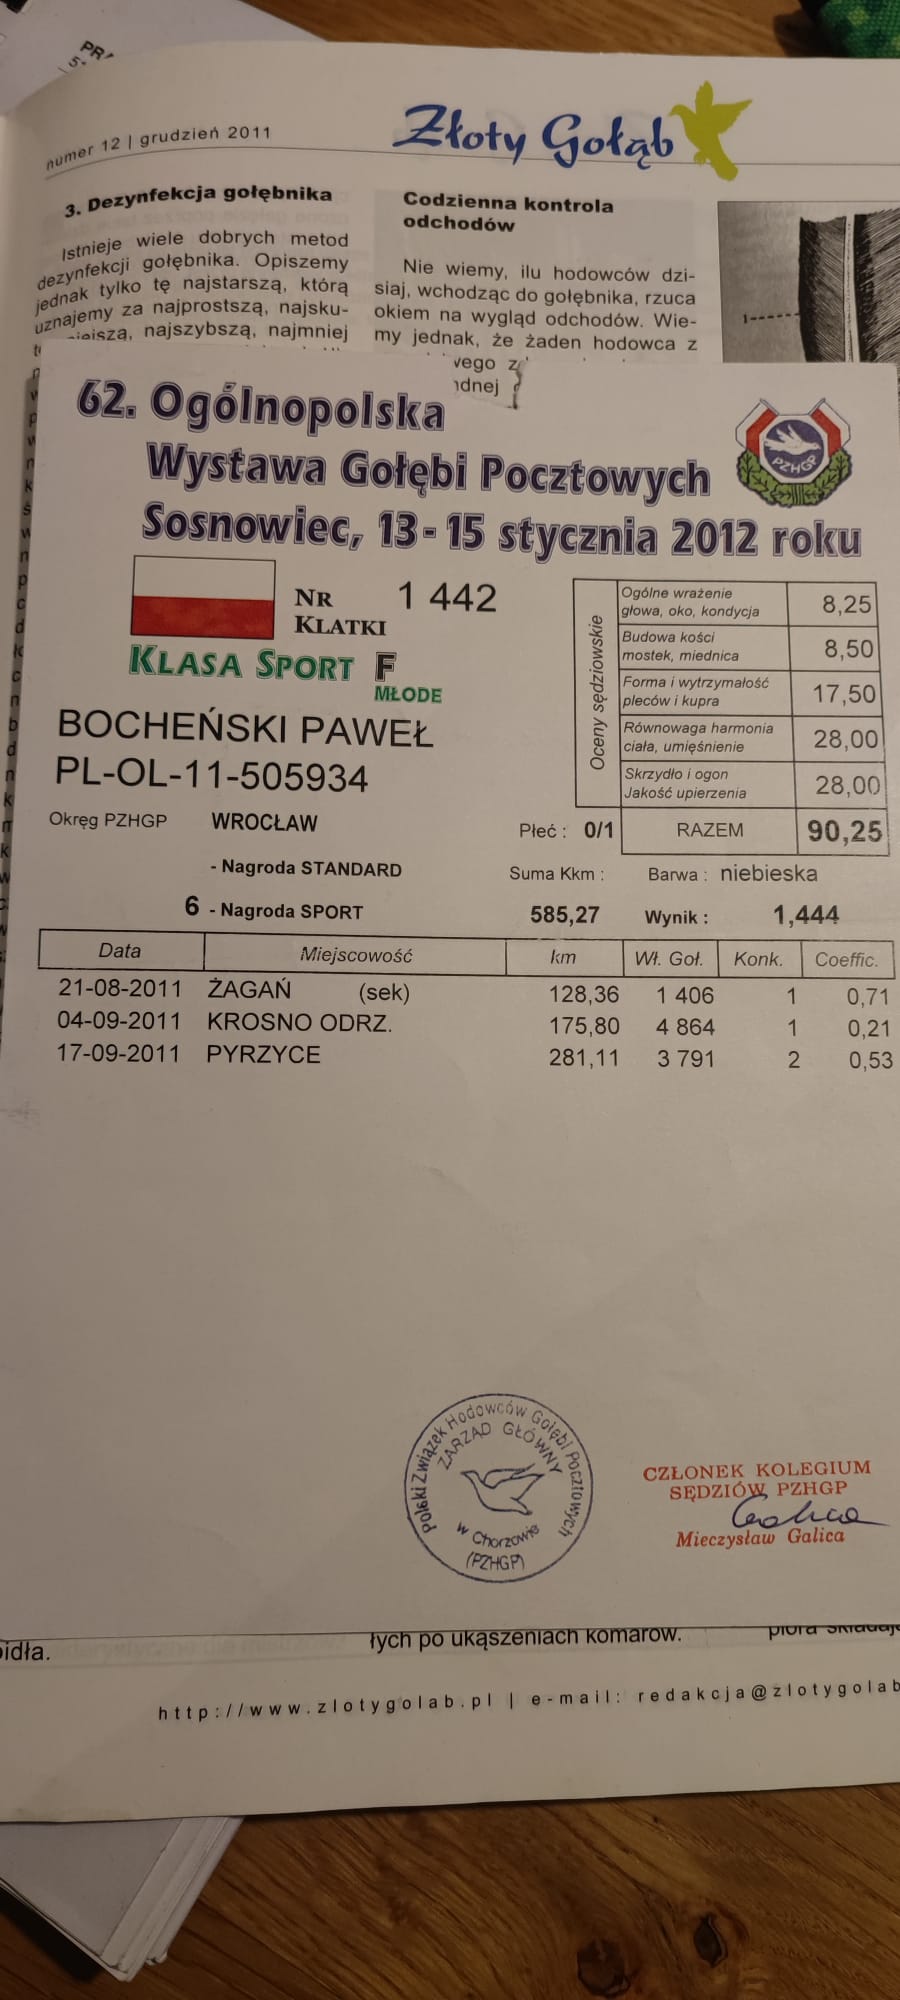 PRA
numer 12 | grudzień 2011
Złoty Gołąb
3. Dezynfekcja gołębnika
Istnieje wiele dobrych metod
dezynfekcji gołębnika. Opiszemy
jednak tylko tę najstarszą, którą
uznajemy za najprostszą, najsku-
najszybszą, najmniej
Codzienna kontrola
odchodów
Nie wiemy, ilu hodowców dzi-
siaj, wchodząc do gołębnika, rzuca
okiem na wygląd odchodów. Wie-
my jednak, że żaden hodowca z
1
62. Ogólnopolska
Wystawa Gołębi Pocztowych
Sosnowiec, 13-15 stycznia 2012 roku
PZHGP
NR KLATKI 1 442
KLASA SPORT F
MŁODE
BOCHEŃSKI PAWEŁ
PL-OL-11-505934
Okręg PZHGP WROCŁAW
- Nagroda STANDARD
6 - Nagroda SPORT
Oceny sędziowskie
Ogólne wrażenie
głowa, oko, kondycja 8,25
Budowa kości
mostek, miednica 8,50
Forma i wytrzymałość
pleców i kupra 17,50
Równowaga harmonia
ciała, umięśnienie 28,00
Skrzydło i ogon
Jakość upierzenia 28,00
Płeć : 0/1 RAZEM 90,25
Suma Kkm : Barwa : niebieska
585,27 Wynik : 1,444
Data Miejscowość km Wł. Goł. Konk. Coeffic.
21-08-2011 ŻAGAŃ (sek) 128,36 1 406 1 0,71
04-09-2011 KROSNO ODRZ. 175,80 4 864 1 0,21
17-09-2011 PYRZYCE 281,11 3 791 2 0,53
Polski Związek Hodowców Gołębi Pocztowych
ZARZĄD GŁÓWNY
w Chorzowie
(PZHGP)
CZŁONEK KOLEGIUM
SĘDZIÓW PZHGP
Mieczysław Galica
łych po ukąszeniach komarów.
http://www.zlotygolab.pl | e-mail: redakcja@zlotygolab